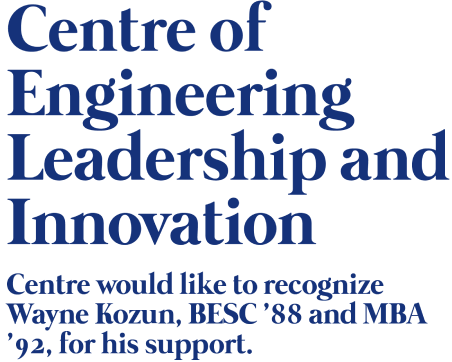 Centre of
Engineering
Leadership and
Innovation
Centre would like to recognize
Wayne Kozun, BESC ’88 and MBA
’92, for his support.